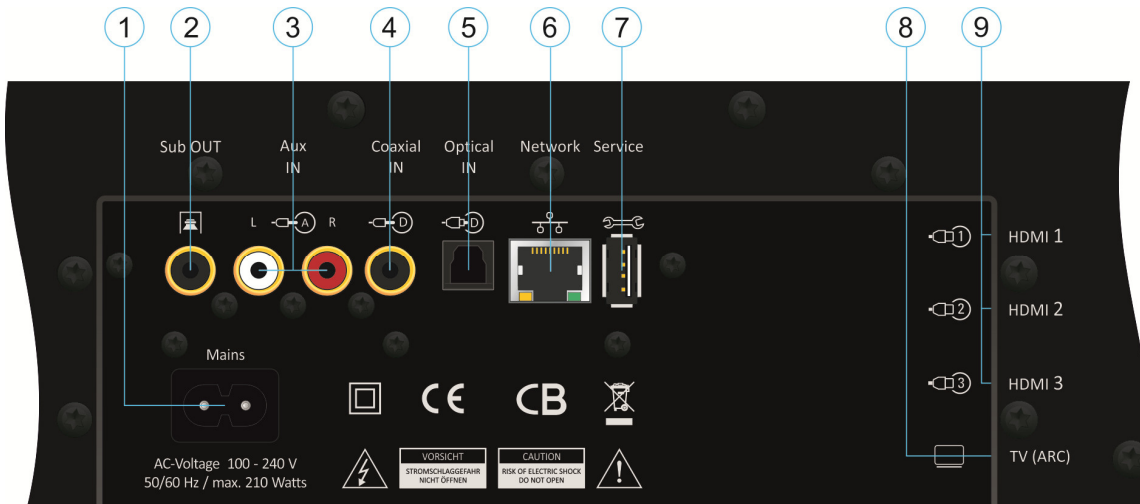 1
2
3
4
5
6
7
8
9
Sub OUT
Aux
IN
Coaxial
IN
Optical
IN
Network
Service
L
A
R
D
D
1
HDMI 1
2
HDMI 2
3
HDMI 3
TV (ARC)
Mains
AC-Voltage 100 - 240 V
50/60 Hz / max. 210 Watts
CE
CB
VORSICHT
STROMSCHLAGGEFAHR
NICHT ÖFFNEN
CAUTION
RISK OF ELECTRIC SHOCK
DO NOT OPEN
!